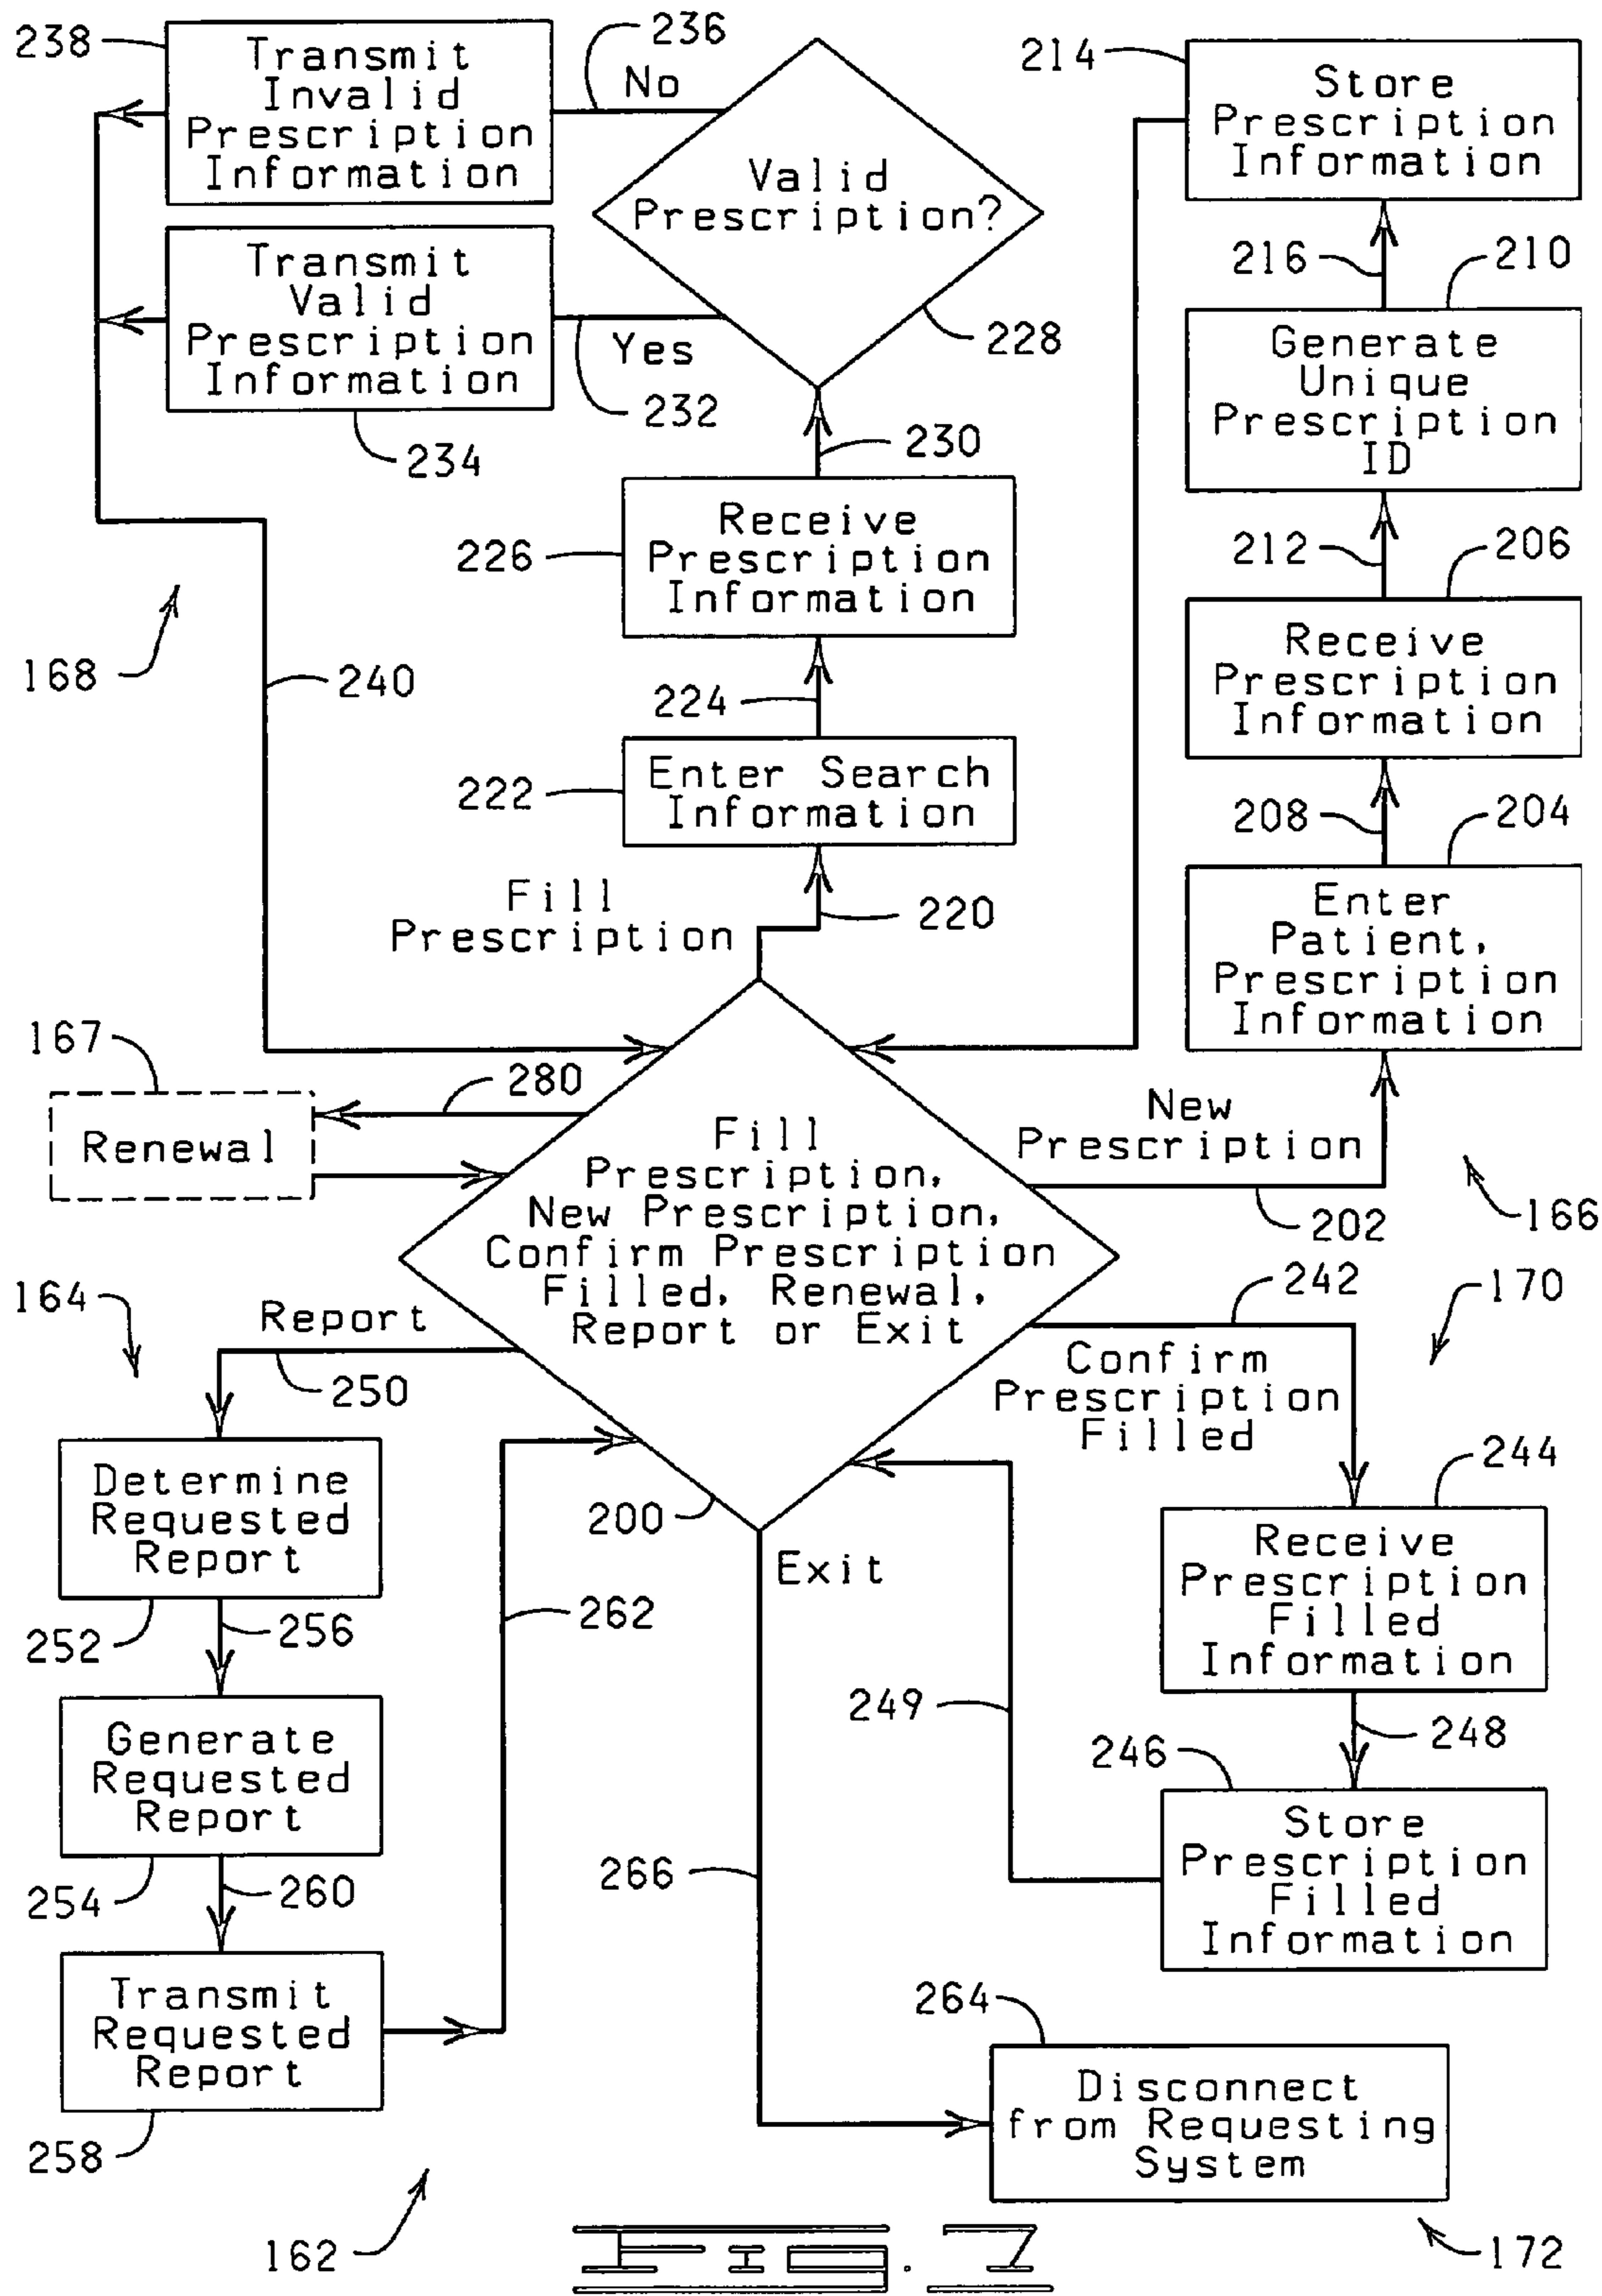 238
Transmit
Invalid
Prescription
Information
236
No
Valid
Prescription?
214
Store
Prescription
Information
Transmit
Valid
Prescription
Information
Yes
232
234
228
216
210
Generate
Unique
Prescription
ID
230
226
Receive
Prescription
Information
212
206
168
240
224
Receive
Prescription
Information
222
Enter Search
Information
208
204
Fill
Prescription
220
Enter
Patient,
Prescription
Information
167
Renewal
280
Fill
Prescription,
New Prescription,
Confirm Prescription
Filled, Renewal,
Report or Exit
New
Prescription
202
166
164
Report
250
242
170
Confirm
Prescription
Filled
Determine
Requested
Report
200
Exit
244
Receive
Prescription
Filled
Information
252
256
262
Generate
Requested
Report
249
248
246
254
260
266
Store
Prescription
Filled
Information
Transmit
Requested
Report
258
264
Disconnect
from Requesting
System
162
172
FIG. 7